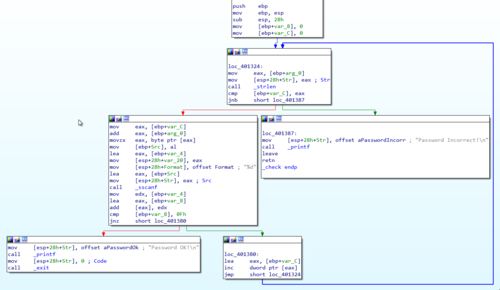 push ebp
mov ebp, esp
sub esp, 28h
mov [ebp+var_8], 0
mov [ebp+var_C], 0
loc_401324:
mov eax, [ebp+arg_0]
mov [esp+28h+Str], eax ; Str
call _strlen
cmp [ebp+var_C], eax
jnb short loc_401387
mov eax, [ebp+var_C]
add eax, [ebp+arg_0]
movzx eax, byte ptr [eax]
mov [ebp+Src], al
lea eax, [ebp+var_4]
mov [esp+28h+var_20], eax
mov [esp+28h+Format], offset Format ; "%d"
lea eax, [ebp+Src]
mov [esp+28h+Str], eax ; Src
call _sscanf
mov edx, [ebp+var_4]
lea eax, [ebp+var_8]
add [eax], edx
cmp [ebp+var_8], 0Fh
jnz short loc_401380
loc_401387:
mov [esp+28h+Str], offset aPasswordIncorr ; "Password Incorrect!\n"
call _printf
leave
retn
_check endp
mov [esp+28h+Str], offset aPasswordOk ; "Password OK!\n"
call _printf
mov [esp+28h+Str], 0 ; Code
call _exit
loc_401380:
lea eax, [ebp+var_C]
inc dword ptr [eax]
jmp short loc_401324